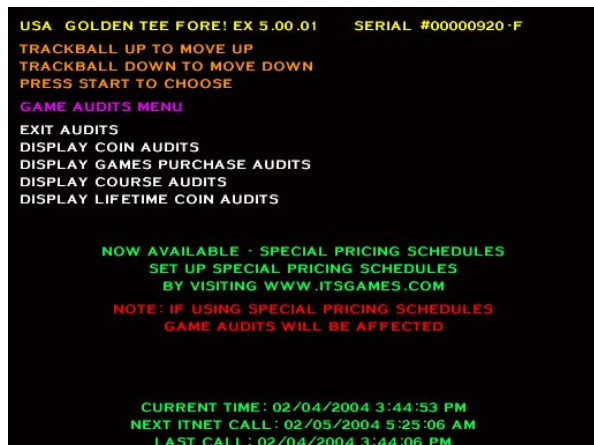 USA GOLDEN TEE FORE! EX 5.00.01 SERIAL #00000920-F
TRACKBALL UP TO MOVE UP
TRACKBALL DOWN TO MOVE DOWN
PRESS START TO CHOOSE
GAME AUDITS MENU
EXIT AUDITS
DISPLAY COIN AUDITS
DISPLAY GAMES PURCHASE AUDITS
DISPLAY COURSE AUDITS
DISPLAY LIFETIME COIN AUDITS
NOW AVAILABLE - SPECIAL PRICING SCHEDULES
SET UP SPECIAL PRICING SCHEDULES
BY VISITING WWW.ITSGAMES.COM
NOTE: IF USING SPECIAL PRICING SCHEDULES
GAME AUDITS WILL BE AFFECTED
CURRENT TIME: 02/04/2004 3:44:53 PM
NEXT ITNET CALL: 02/05/2004 5:25:06 AM
LAST CALL: 02/04/2004 3:44:06 PM